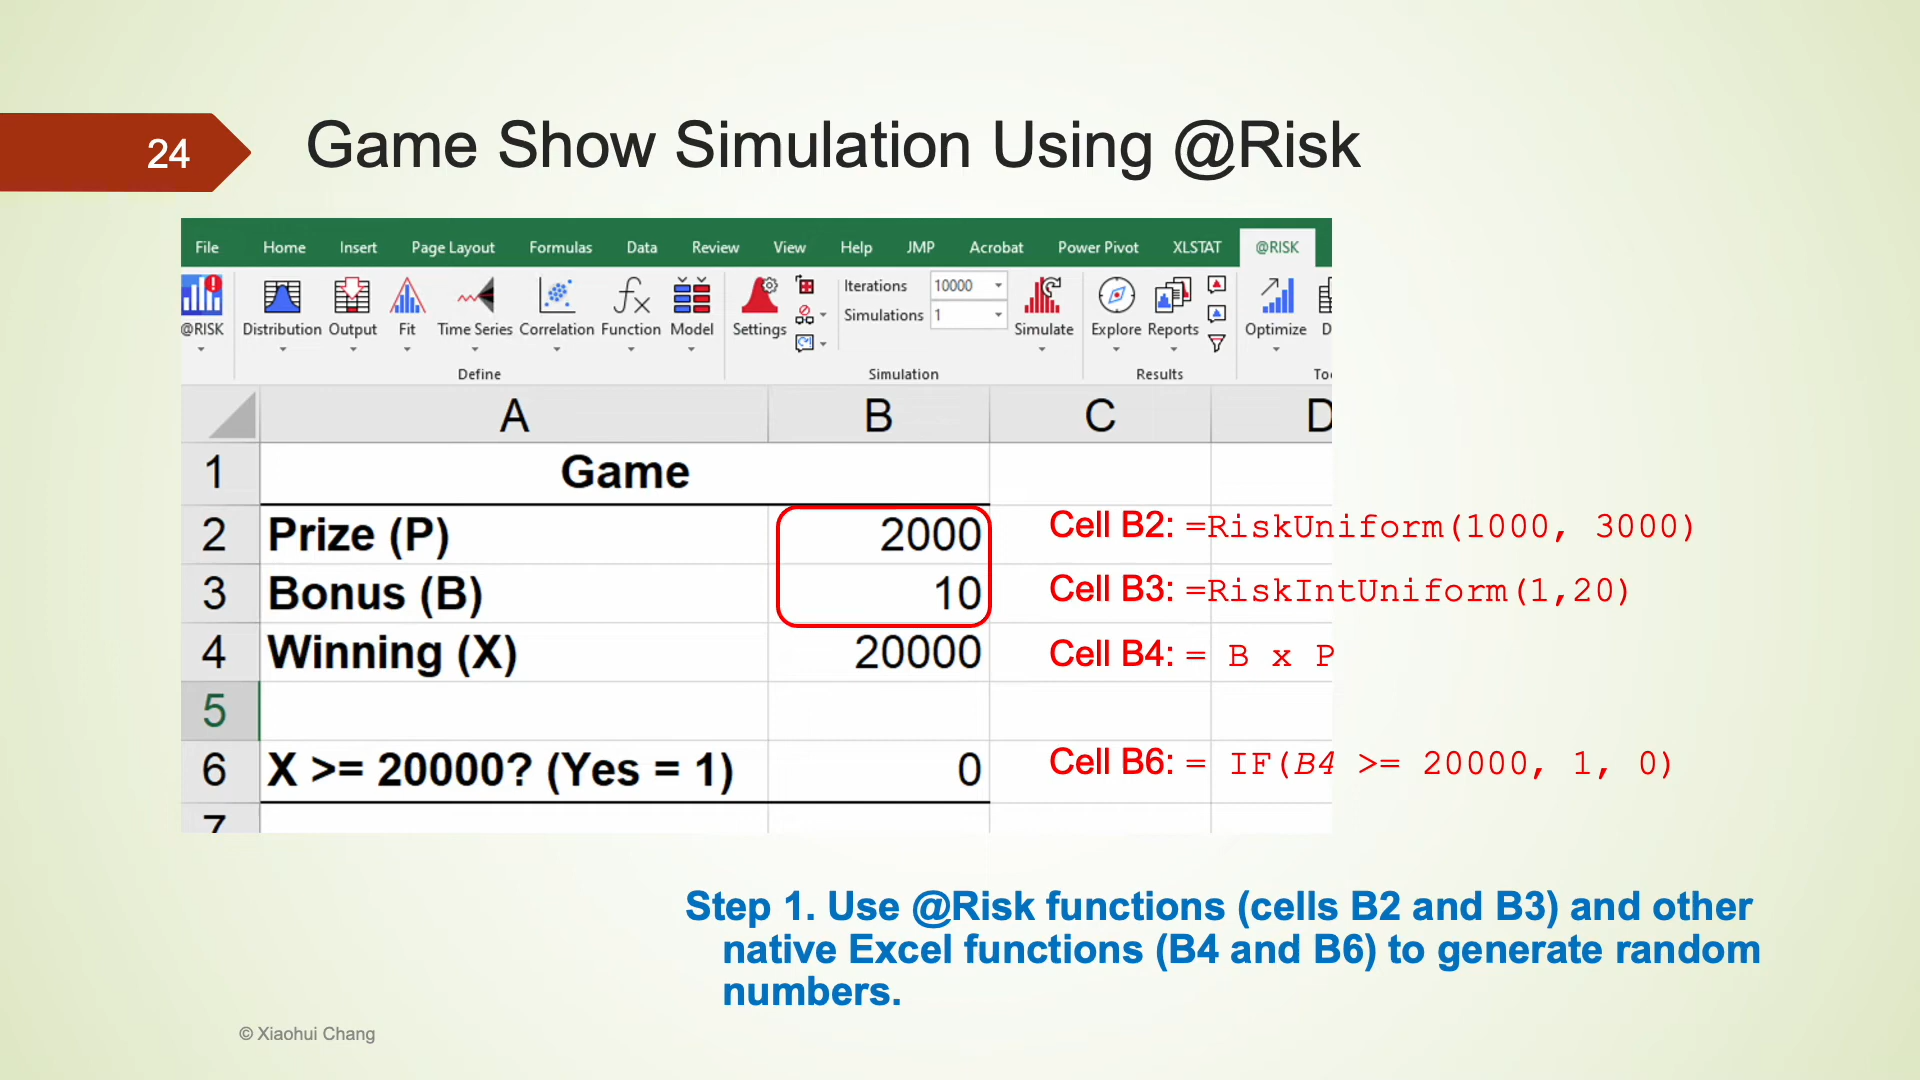 24
Game Show Simulation Using @Risk
File Home Insert Page Layout Formulas Data Review View Help JMP Acrobat Power Pivot XLSTAT @RISK
Iterations 10000
Simulations 1
@RISK Distribution Output Fit Time Series Correlation Function Model Settings Simulate Explore Reports Optimize D
Define Simulation Results Too
A B C D
1 Game
2 Prize (P) 2000 Cell B2: =RiskUniform(1000, 3000)
3 Bonus (B) 10 Cell B3: =RiskIntUniform(1,20)
4 Winning (X) 20000 Cell B4: = B x P
5
6 X >= 20000? (Yes = 1) 0 Cell B6: = IF(B4 >= 20000, 1, 0)
7
Step 1. Use @Risk functions (cells B2 and B3) and other
native Excel functions (B4 and B6) to generate random
numbers.
© Xiaohui Chang